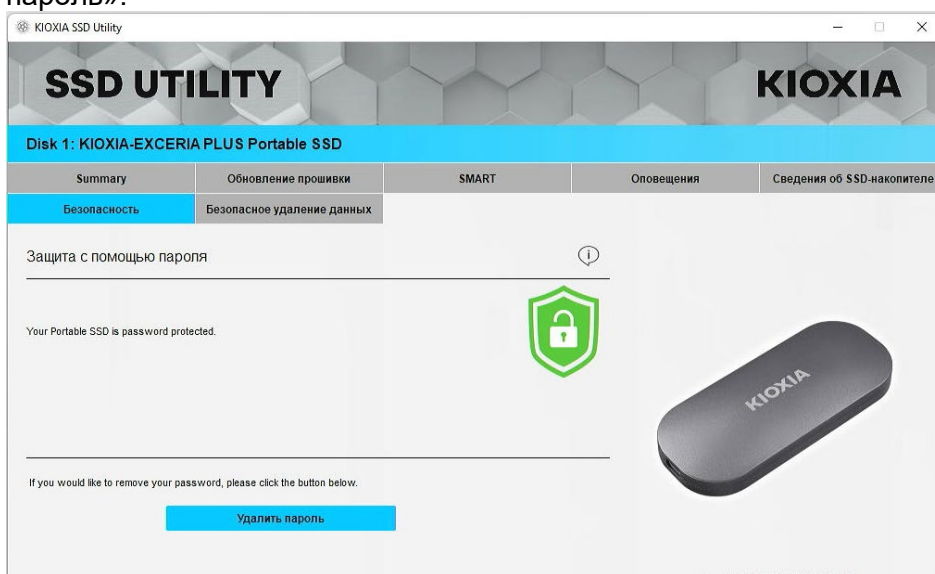 пароль».
KIOXIA SSD Utility
SSD UTILITY
KIOXIA
Disk 1: KIOXIA-EXCERIA PLUS Portable SSD
Summary
Обновление прошивки
SMART
Оповещения
Сведения об SSD-накопителе
Безопасность
Безопасное удаление данных
Защита с помощью пароля
Your Portable SSD is password protected.
KIOXIA
If you would like to remove your password, please click the button below.
Удалить пароль